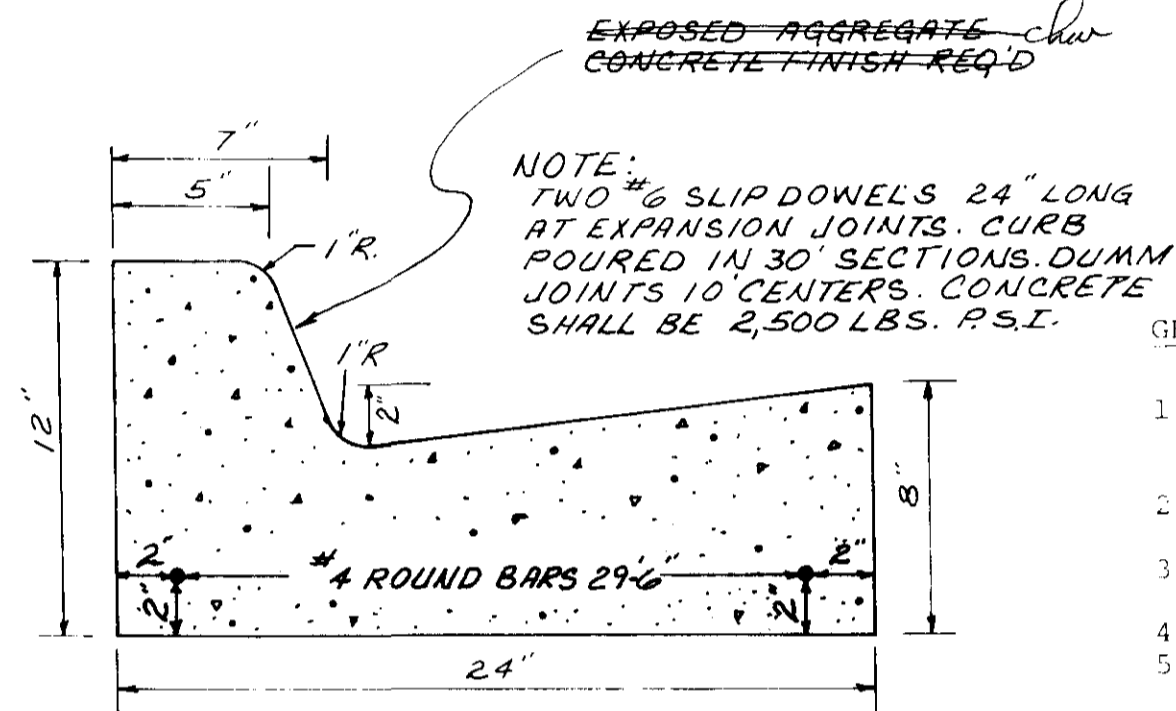 EXPOSED AGGREGATE
CONCRETE FINISH REQ'D
7"
5"
NOTE:
TWO #6 SLIP DOWELS 24" LONG
AT EXPANSION JOINTS. CURB
POURED IN 30' SECTIONS. DUMM
JOINTS 10' CENTERS. CONCRETE
SHALL BE 2,500 LBS. P.S.I.
1"R.
1"R
2"
12"
8"
2" #4 ROUND BARS 29'-6" 2"
2" 2"
24"
1
2
3
4
5